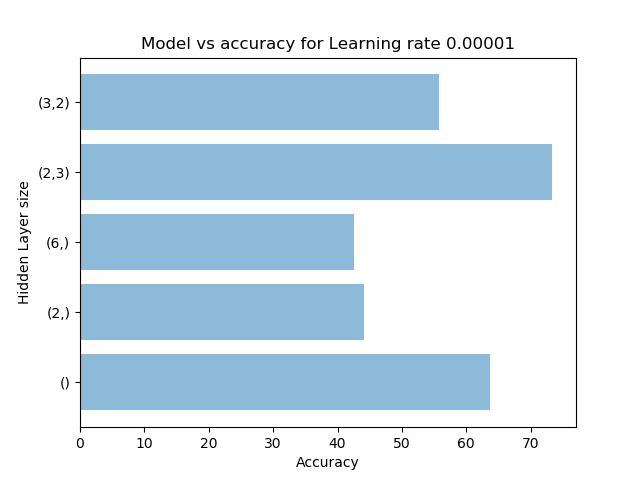 Model vs accuracy for Learning rate 0.00001
(3,2)
(2,3)
(6,)
(2,)
()
Hidden Layer size
0 10 20 30 40 50 60 70
Accuracy